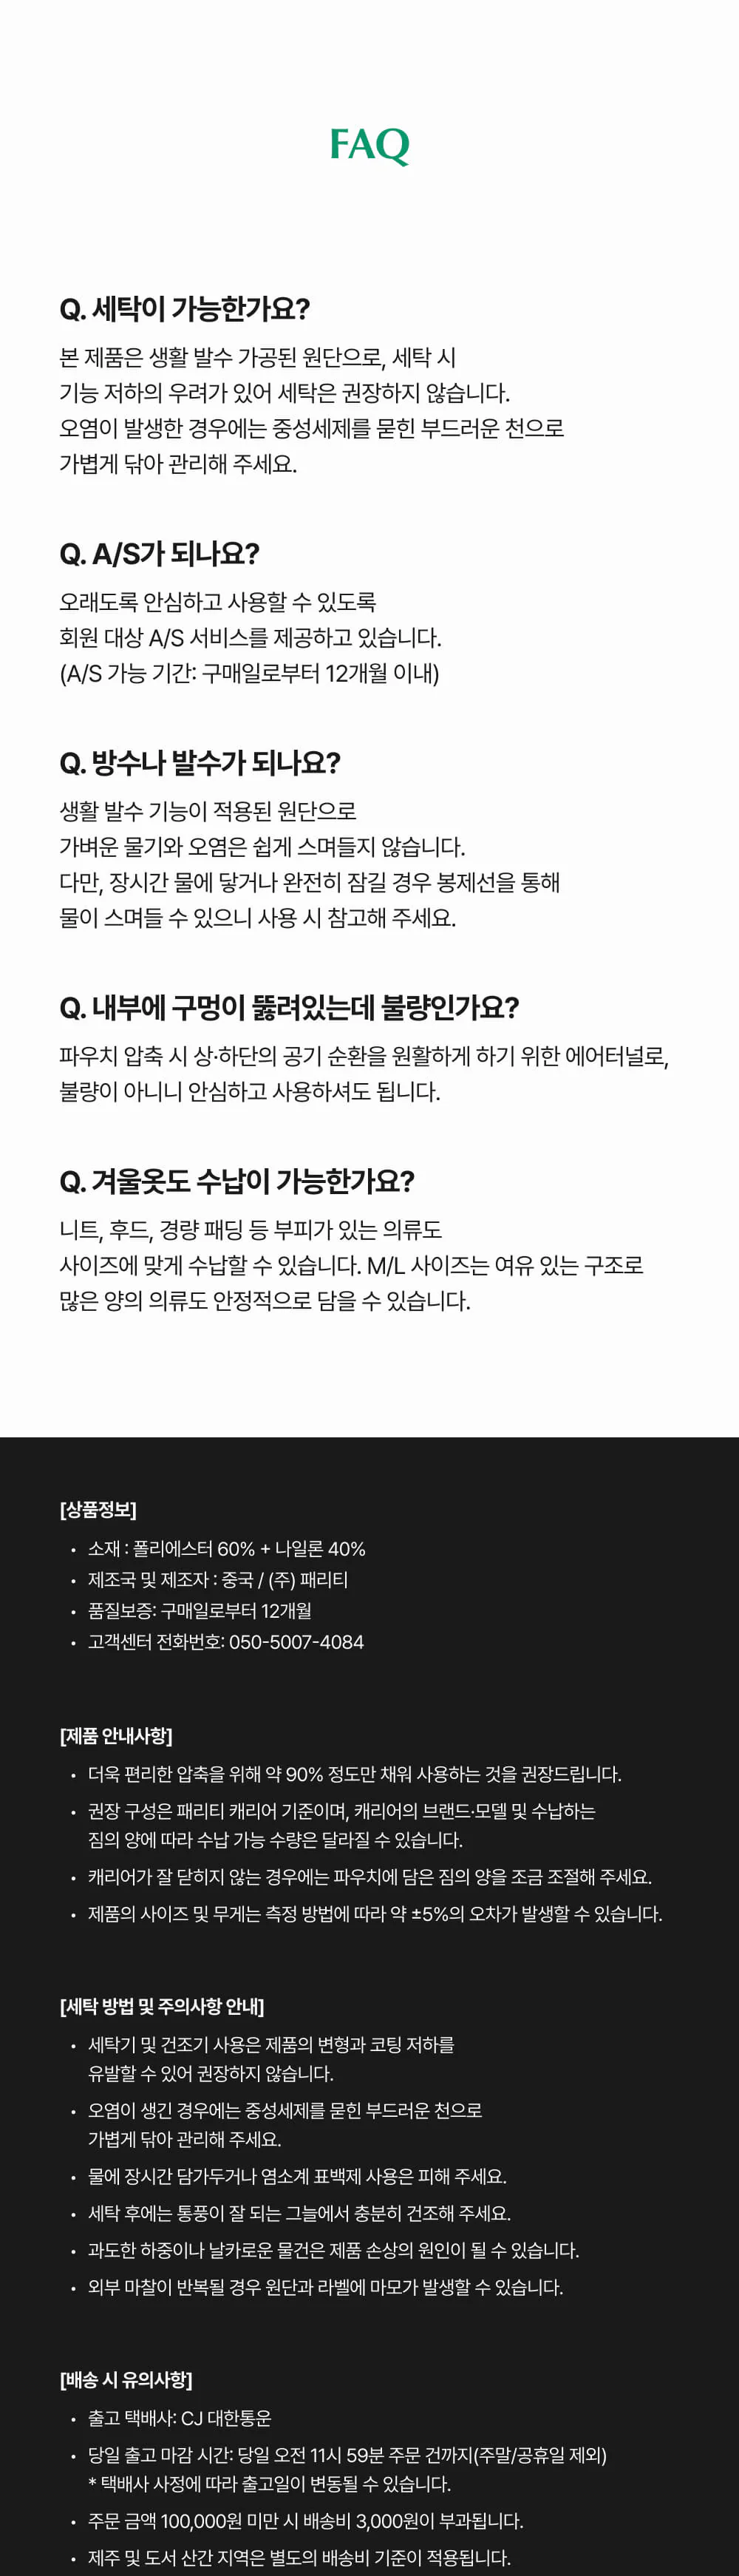 FAQ
Q. 세탁이 가능한가요?
본 제품은 생활 발수 가공된 원단으로, 세탁 시
기능 저하의 우려가 있어 세탁은 권장하지 않습니다.
오염이 발생한 경우에는 중성세제를 묻힌 부드러운 천으로
가볍게 닦아 관리해 주세요.
Q. A/S가 되나요?
오래도록 안심하고 사용할 수 있도록
회원 대상 A/S 서비스를 제공하고 있습니다.
(A/S 가능 기간: 구매일로부터 12개월 이내)
Q. 방수나 발수가 되나요?
생활 발수 기능이 적용된 원단으로
가벼운 물기와 오염은 쉽게 스며들지 않습니다.
다만, 장시간 물에 닿거나 완전히 잠길 경우 봉제선을 통해
물이 스며들 수 있으니 사용 시 참고해 주세요.
Q. 내부에 구멍이 뚫려있는데 불량인가요?
파우치 압축 시 상·하단의 공기 순환을 원활하게 하기 위한 에어터널로,
불량이 아니니 안심하고 사용하셔도 됩니다.
Q. 겨울옷도 수납이 가능한가요?
니트, 후드, 경량 패딩 등 부피가 있는 의류도
사이즈에 맞게 수납할 수 있습니다. M/L 사이즈는 여유 있는 구조로
많은 양의 의류도 안정적으로 담을 수 있습니다.
[상품정보]
• 소재 : 폴리에스터 60% + 나일론 40%
• 제조국 및 제조자 : 중국 / (주) 패리티
• 품질보증: 구매일로부터 12개월
• 고객센터 전화번호: 050-5007-4084
[제품 안내사항]
• 더욱 편리한 압축을 위해 약 90% 정도만 채워 사용하는 것을 권장드립니다.
• 권장 구성은 패리티 캐리어 기준이며, 캐리어의 브랜드·모델 및 수납하는
짐의 양에 따라 수납 가능 수량은 달라질 수 있습니다.
• 캐리어가 잘 닫히지 않는 경우에는 파우치에 담은 짐의 양을 조금 조절해 주세요.
• 제품의 사이즈 및 무게는 측정 방법에 따라 약 ±5%의 오차가 발생할 수 있습니다.
[세탁 방법 및 주의사항 안내]
• 세탁기 및 건조기 사용은 제품의 변형과 코팅 저하를
유발할 수 있어 권장하지 않습니다.
• 오염이 생긴 경우에는 중성세제를 묻힌 부드러운 천으로
가볍게 닦아 관리해 주세요.
• 물에 장시간 담가두거나 염소계 표백제 사용은 피해 주세요.
• 세탁 후에는 통풍이 잘 되는 그늘에서 충분히 건조해 주세요.
• 과도한 하중이나 날카로운 물건은 제품 손상의 원인이 될 수 있습니다.
• 외부 마찰이 반복될 경우 원단과 라벨에 마모가 발생할 수 있습니다.
[배송 시 유의사항]
• 출고 택배사: CJ 대한통운
• 당일 출고 마감 시간: 당일 오전 11시 59분 주문 건까지(주말/공휴일 제외)
* 택배사 사정에 따라 출고일이 변동될 수 있습니다.
• 주문 금액 100,000원 미만 시 배송비 3,000원이 부과됩니다.
• 제주 및 도서 산간 지역은 별도의 배송비 기준이 적용됩니다.